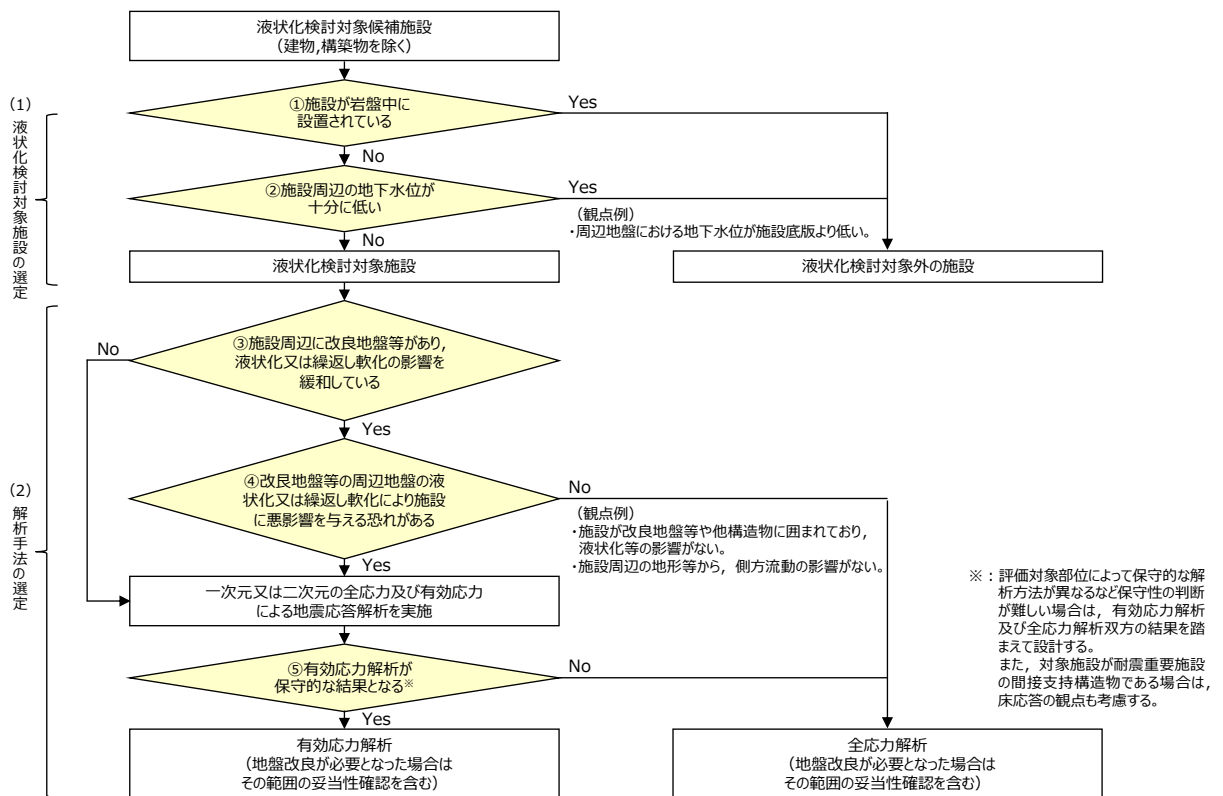 液状化検討対象候補施設
（建物,構築物を除く）
(1)
液状化検討対象施設の選定
①施設が岩盤中に
設置されている
Yes
No
②施設周辺の地下水位が
十分に低い
Yes
（観点例）
・周辺地盤における地下水位が施設底版より低い。
No
液状化検討対象施設
液状化検討対象外の施設
(2)
解析手法の選定
③施設周辺に改良地盤等があり，
液状化又は繰返し軟化の影響を
緩和している
No
Yes
④改良地盤等の周辺地盤の液
状化又は繰返し軟化により施設
に悪影響を与える恐れがある
No
（観点例）
・施設が改良地盤等や他構造物に囲まれており，
液状化等の影響がない。
・施設周辺の地形等から，側方流動の影響がない。
Yes
一次元又は二次元の全応力及び有効応力
による地震応答解析を実施
⑤有効応力解析が
保守的な結果となる※
No
Yes
有効応力解析
（地盤改良が必要となった場合は
その範囲の妥当性確認を含む）
全応力解析
（地盤改良が必要となった場合は
その範囲の妥当性確認を含む）
※：評価対象部位によって保守的な解
析方法が異なるなど保守性の判断
が難しい場合は，有効応力解析
及び全応力解析双方の結果を踏
まえて設計する。
また，対象施設が耐震重要施設
の間接支持構造物である場合は，
床応答の観点も考慮する。